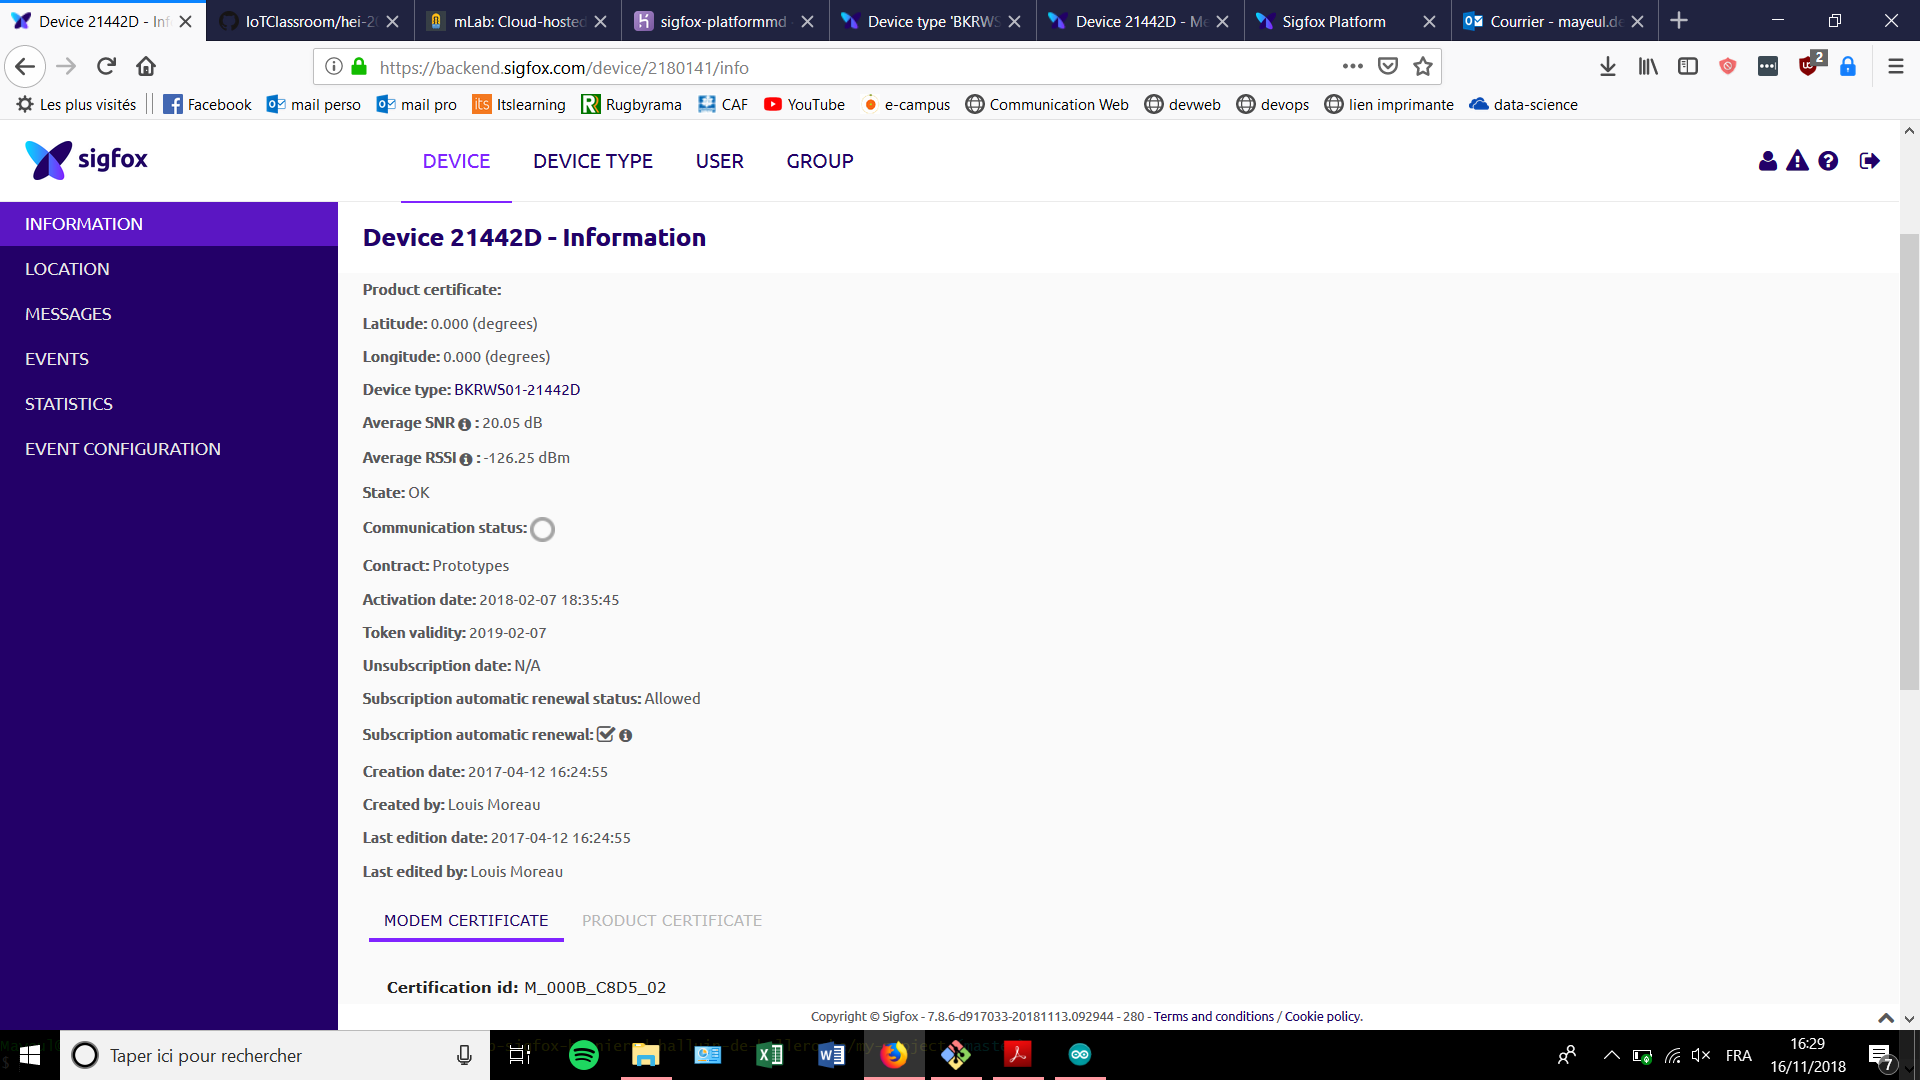 Device 21442D - Inf
IoTClassroom/hei-20
mLab: Cloud-hosted
sigfox-platformmd
Device type 'BKRWS
Device 21442D - Me
Sigfox Platform
Courrier - mayeul.de
https://backend.sigfox.com/device/2180141/info
2
Les plus visités
Facebook
mail perso
mail pro
its Itslearning
Rugbyrama
CAF
YouTube
e-campus
Communication Web
devweb
devops
lien imprimante
data-science
sigfox
DEVICE
DEVICE TYPE
USER
GROUP
INFORMATION
LOCATION
MESSAGES
EVENTS
STATISTICS
EVENT CONFIGURATION
Device 21442D - Information
Product certificate:
Latitude: 0.000 (degrees)
Longitude: 0.000 (degrees)
Device type: BKRWS01-21442D
Average SNR : 20.05 dB
Average RSSI : -126.25 dBm
State: OK
Communication status:
Contract: Prototypes
Activation date: 2018-02-07 18:35:45
Token validity: 2019-02-07
Unsubscription date: N/A
Subscription automatic renewal status: Allowed
Subscription automatic renewal:
Creation date: 2017-04-12 16:24:55
Created by: Louis Moreau
Last edition date: 2017-04-12 16:24:55
Last edited by: Louis Moreau
MODEM CERTIFICATE
PRODUCT CERTIFICATE
Certification id: M_000B_C8D5_02
Copyright © Sigfox - 7.8.6-d917033-20181113.092944 - 280 - Terms and conditions / Cookie policy.
Taper ici pour rechercher
FRA
16:29
16/11/2018
7